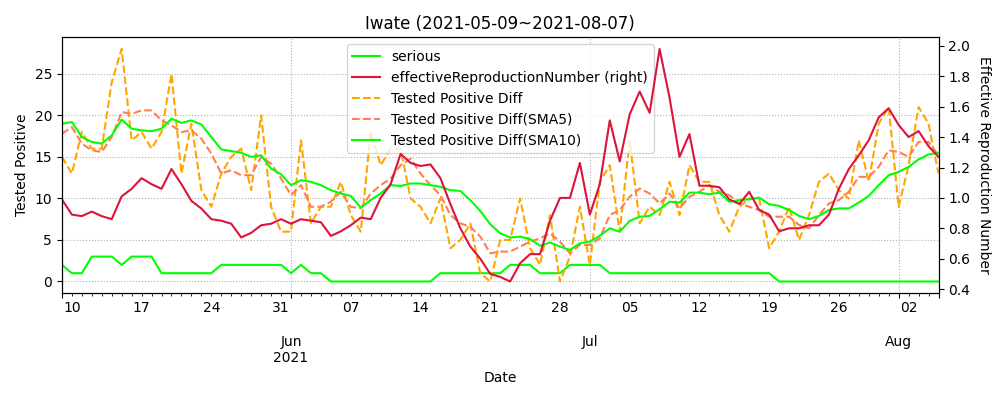 Iwate (2021-05-09~2021-08-07)
serious
effectiveReproductionNumber (right)
Tested Positive Diff
Tested Positive Diff(SMA5)
Tested Positive Diff(SMA10)
Tested Positive
25
20
15
10
5
0
2.0
1.8
1.6
1.4
1.2
1.0
0.8
0.6
0.4
Effective Reproduction Number
10 17 24 31 07 14 21 28 05 12 19 26 02
Jun Jul Aug
2021
Date